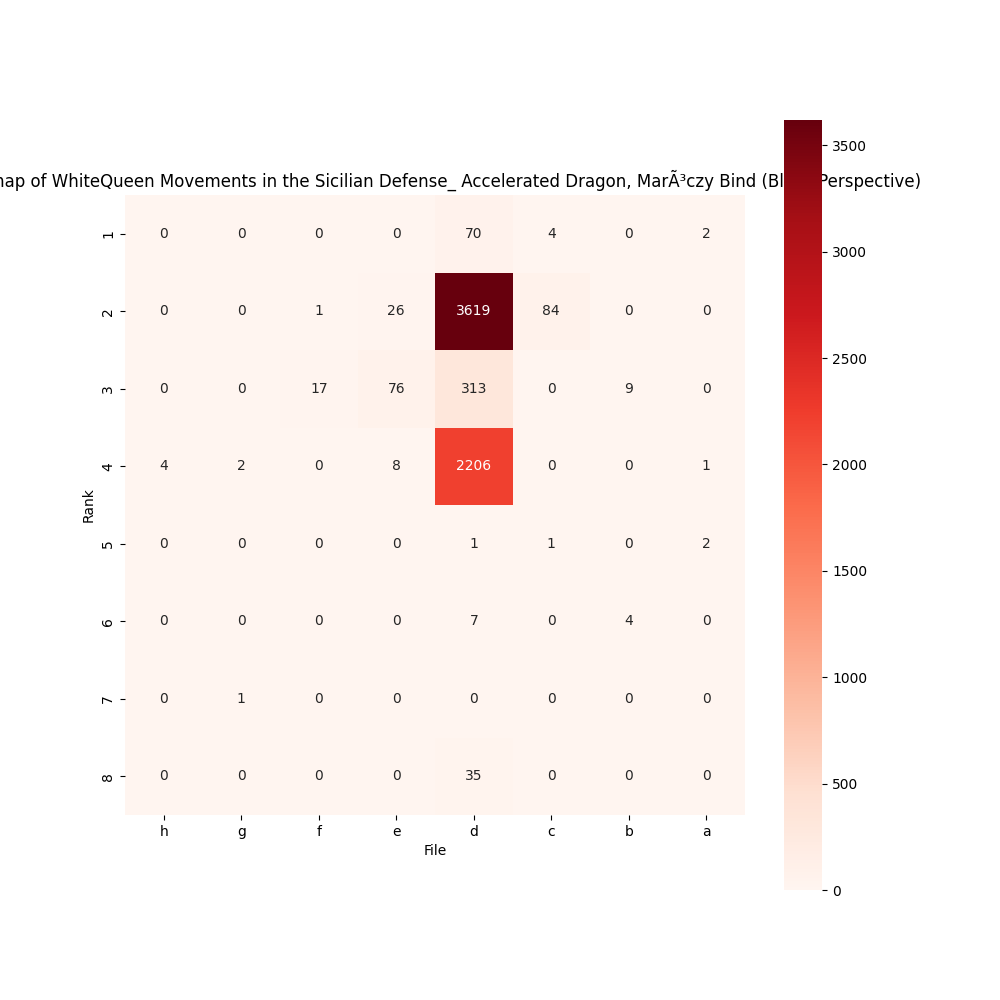 of WhiteQueen Movements in the Sicilian Defense_ Accelerated Dragon, MarÃ³czy Bind Perspective)
1 0 0 0 0 70 4 0 2
2 0 0 1 26 3619 84 0 0
3 0 0 17 76 313 0 9 0
4 4 2 0 8 2206 0 0 1
Rank
5 0 0 0 0 1 1 0 2
6 0 0 0 0 7 0 4 0
7 0 1 0 0 0 0 0 0
8 0 0 0 0 35 0 0 0
h g f e d c b a
File
3500
3000
2500
2000
1500
1000
500
0